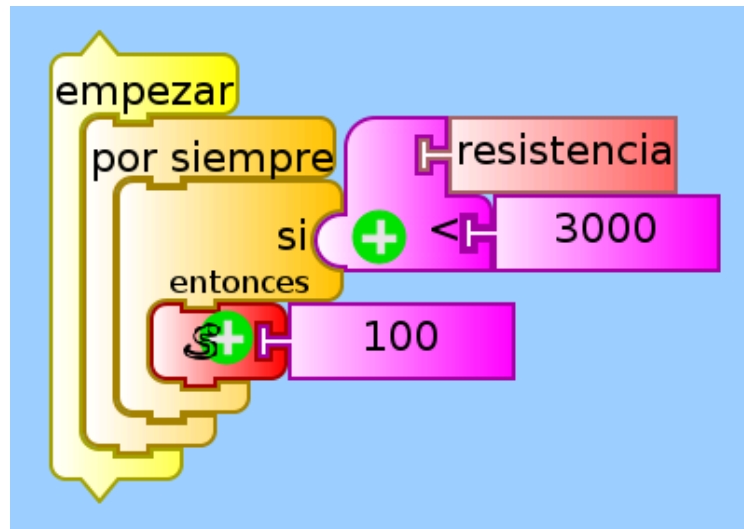 empezar
por siempre
resistencia
si
< 3000
entonces
100